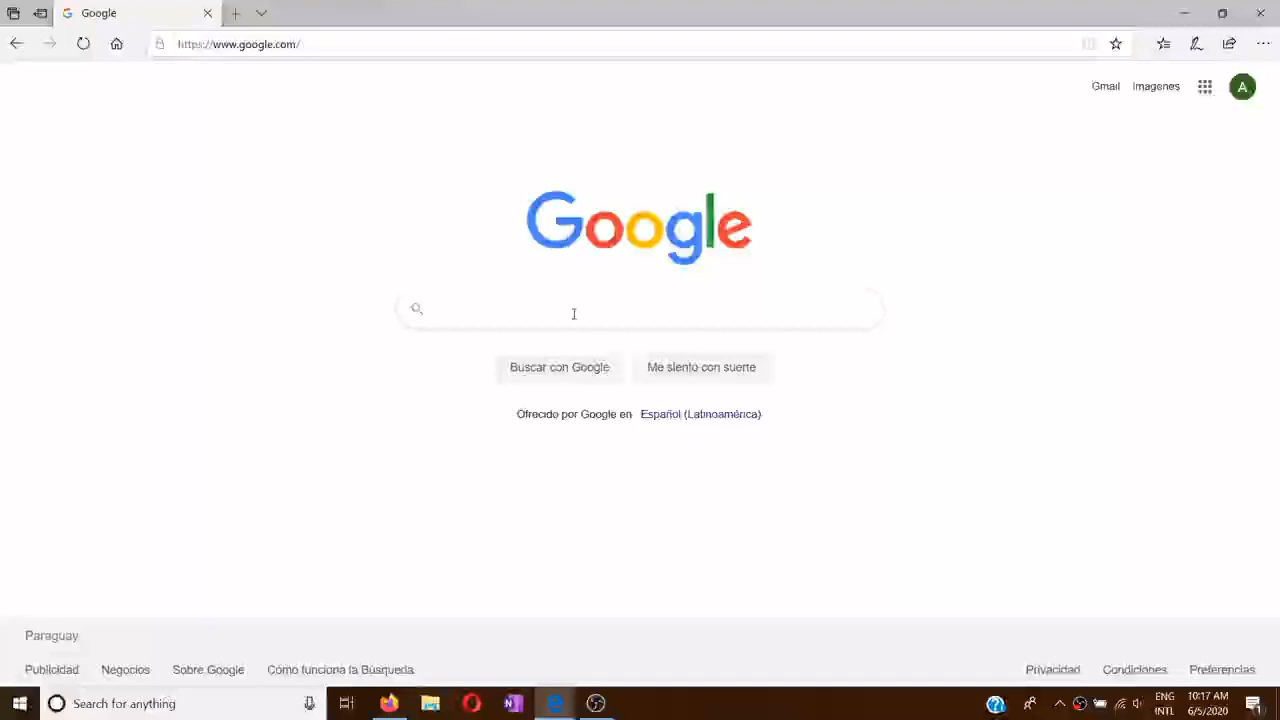 Google
https://www.google.com/
Gmail Imagenes A
Google
Buscar con Google Me siento con suerte
Ofrecido por Google en Español (Latinoamérica)
Paraguay
Publicidad Negocios Sobre Google Cómo funciona la Búsqueda Privacidad Condiciones Preferencias
Search for anything
ENG
INTL
10:17 AM
6/5/2020